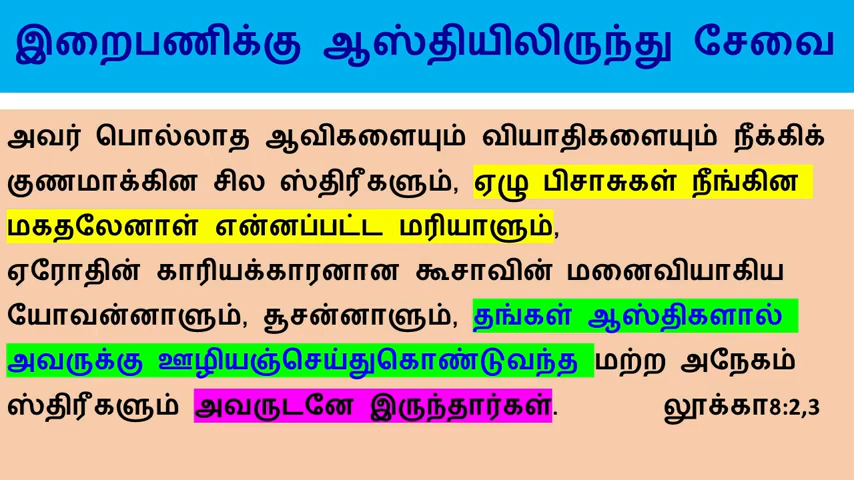 இறைபணிக்கு ஆஸ்தியிலிருந்து சேவை
அவர் பொல்லாத ஆவிகளையும் வியாதிகளையும் நீக்கிக்
குணமாக்கின சில ஸ்திரீகளும், ஏழு பிசாசுகள் நீங்கின
மகதலேனாள் என்னப்பட்ட மரியாளும்,
ஏரோதின் காரியக்காரனான கூசாவின் மனைவியாகிய
யோவன்னாளும், சூசன்னாளும், தங்கள் ஆஸ்திகளால்
அவருக்கு ஊழியஞ்செய்துகொண்டுவந்த மற்ற அநேகம்
ஸ்திரீகளும் அவருடனே இருந்தார்கள். லூக்கா8:2,3